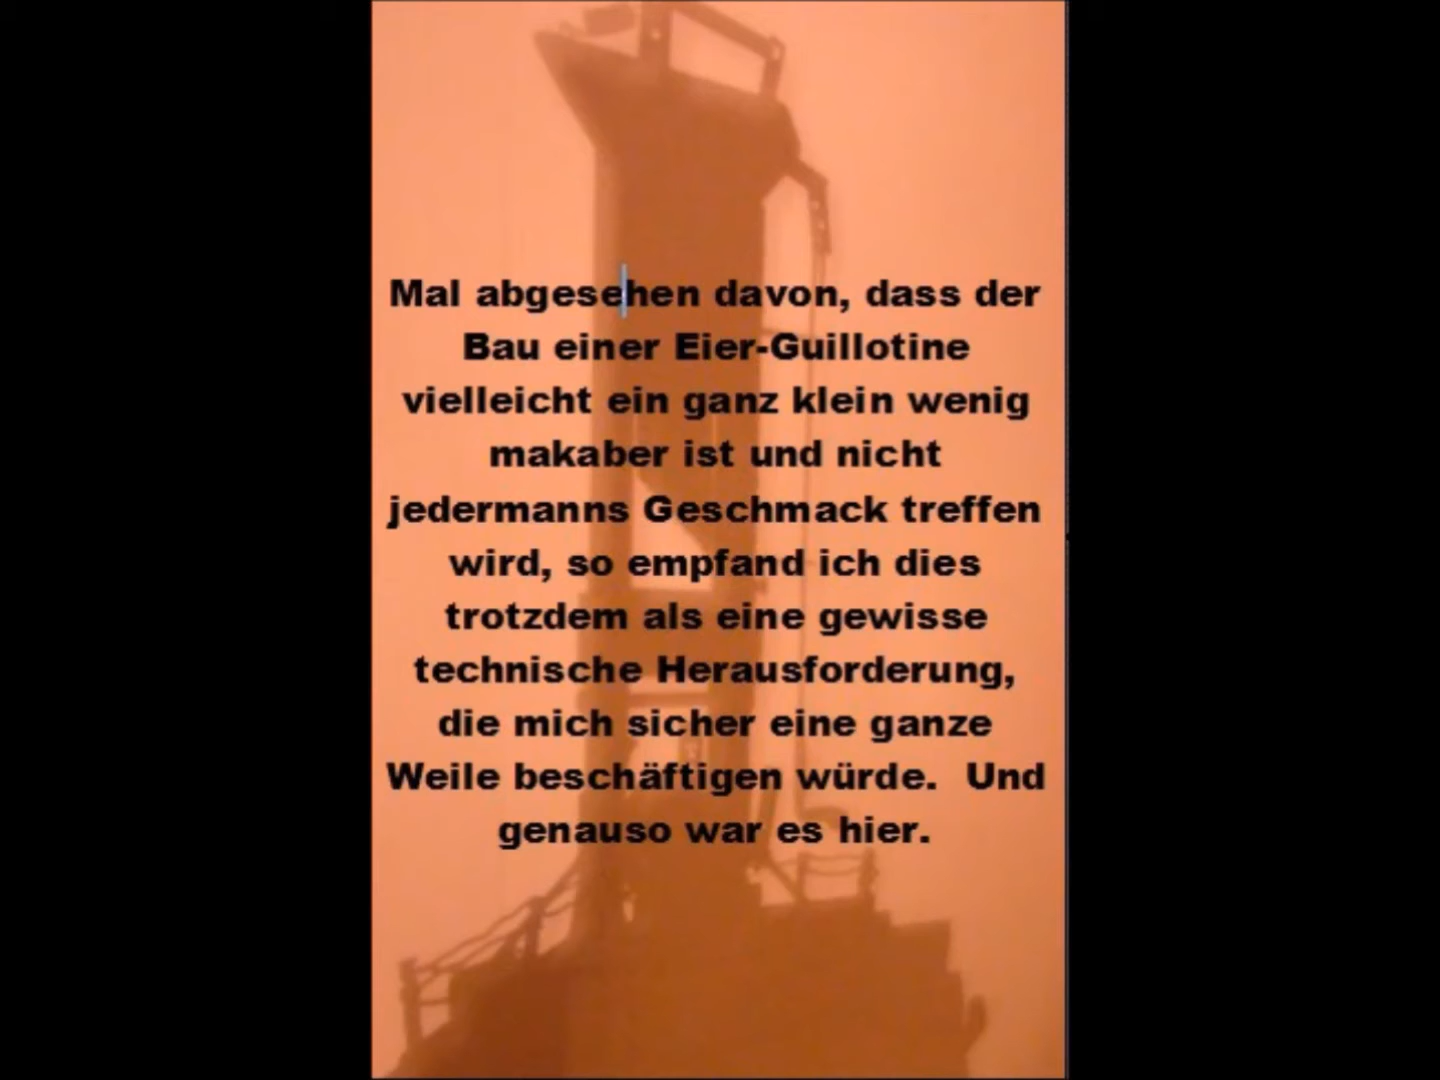 Mal abgesehen davon, dass der
Bau einer Eier-Guillotine
vielleicht ein ganz klein wenig
makaber ist und nicht
jedermanns Geschmack treffen
wird, so empfand ich dies
trotzdem als eine gewisse
technische Herausforderung,
die mich sicher eine ganze
Weile beschäftigen würde.  Und
genauso war es hier.